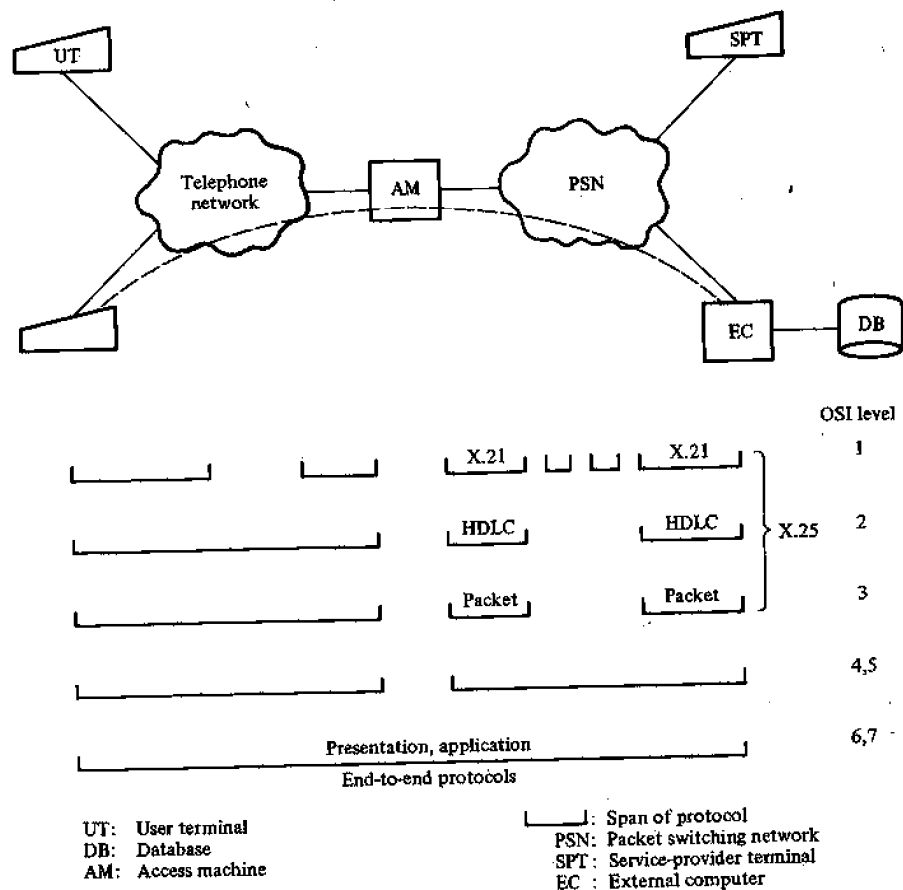 UT
SPT
Telephone
network
AM
PSN
EC
DB
OSI level
X.21
X.21
1
HDLC
HDLC
2
X.25
Packet
Packet
3
4,5
6,7
Presentation, application
End-to-end protocols
UT: User terminal
DB: Database
AM: Access machine
: Span of protocol
PSN: Packet switching network
SPT: Service-provider terminal
EC : External computer